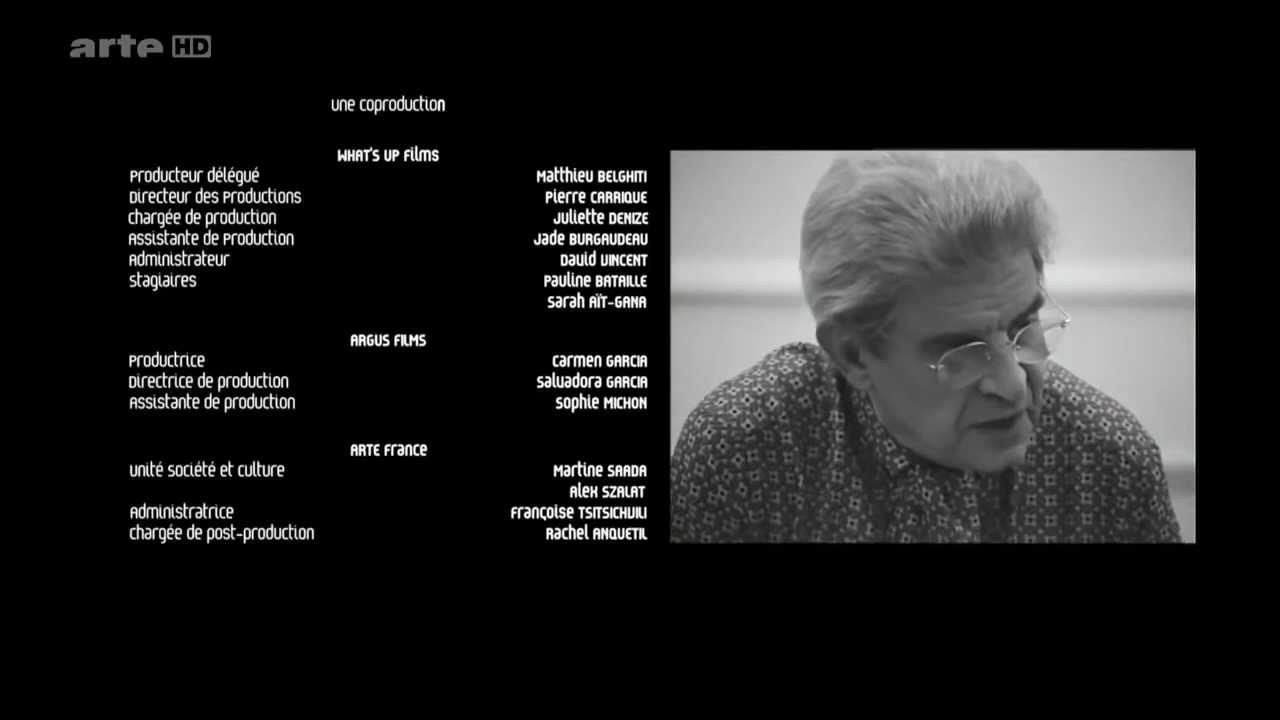 arte HD
une coproduction
WHAT'S UP Films
Producteur délégué Matthieu BELGHITI
Directeur des Productions Pierre CARRIQUE
chargée de production Juliette DENIZE
Assistante de Production Jade BURGAUDEAU
Administrateur David VINCENT
stagiaires Pauline BATAILLE
sarah AÏT-GANA
ARGUS FILMS
Productrice carmen GARCIA
Directrice de production salvadora GARCIA
Assistante de production sophie MICHON
ARTE France
unité société et culture Martine SAADA
Alex SZALAT
Administratrice Françoise TSITSICHVILI
chargée de post-production Rachel ANQUETIL